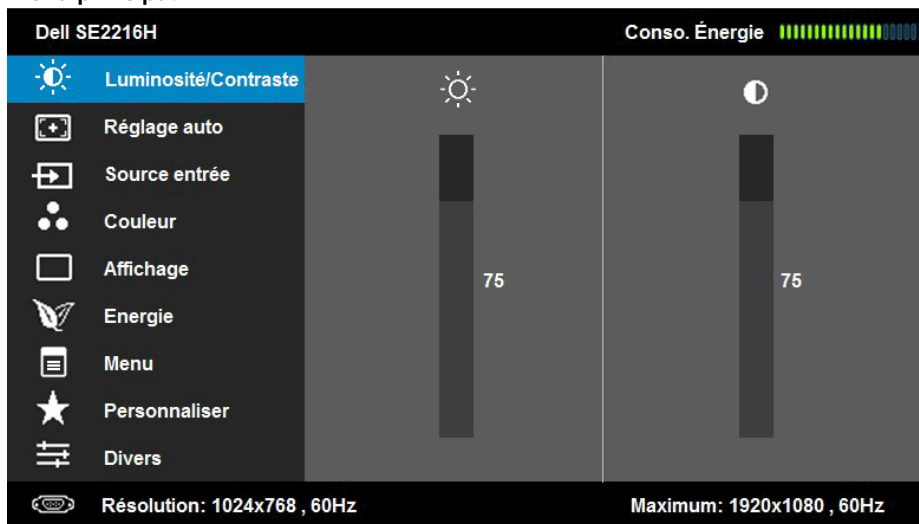 Dell SE2216H
Conso. Énergie
Luminosité/Contraste
Réglage auto
Source entrée
Couleur
Affichage
Energie
Menu
Personnaliser
Divers
75
75
Résolution: 1024x768 , 60Hz
Maximum: 1920x1080 , 60Hz